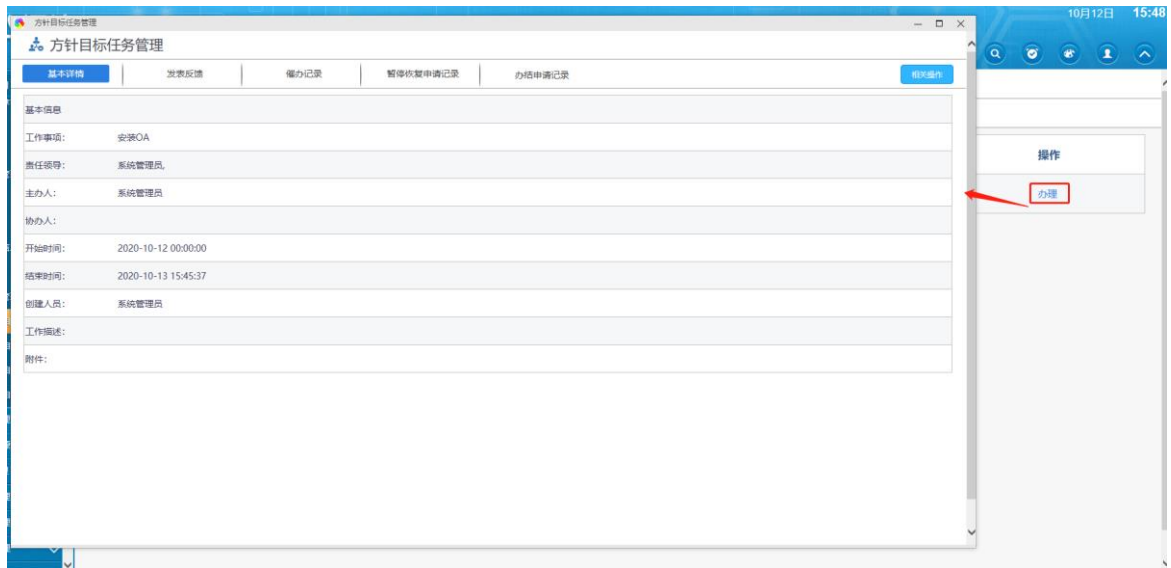 方针目标任务管理
10月12日 15:48
方针目标任务管理
基本详情 发表反馈 催办记录 暂停恢复申请记录 办结申请记录 相关操作
基本信息
工作事项: 安装OA
责任领导: 系统管理员,
主办人: 系统管理员
协办人:
开始时间: 2020-10-12 00:00:00
结束时间: 2020-10-13 15:45:37
创建人员: 系统管理员
工作描述:
附件:
操作
办理